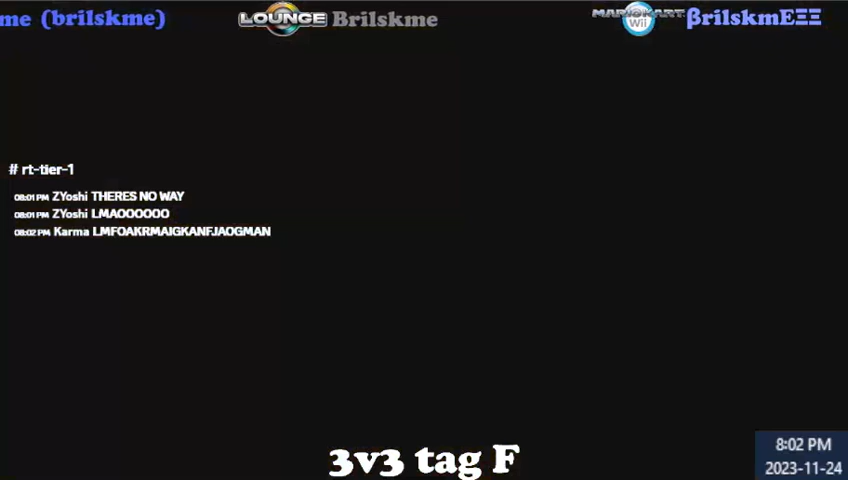 me (brilskme)
LOUNGE Brilskme
MARIOKART Wii βrilskmEΞΞ
# rt-tier-1
08:01 PM ZYoshi THERES NO WAY
08:01 PM ZYoshi LMAOOOOOO
08:02 PM Karma LMFOAKRMAIGKANFJAOGMAN
3v3 tag F
8:02 PM
2023-11-24